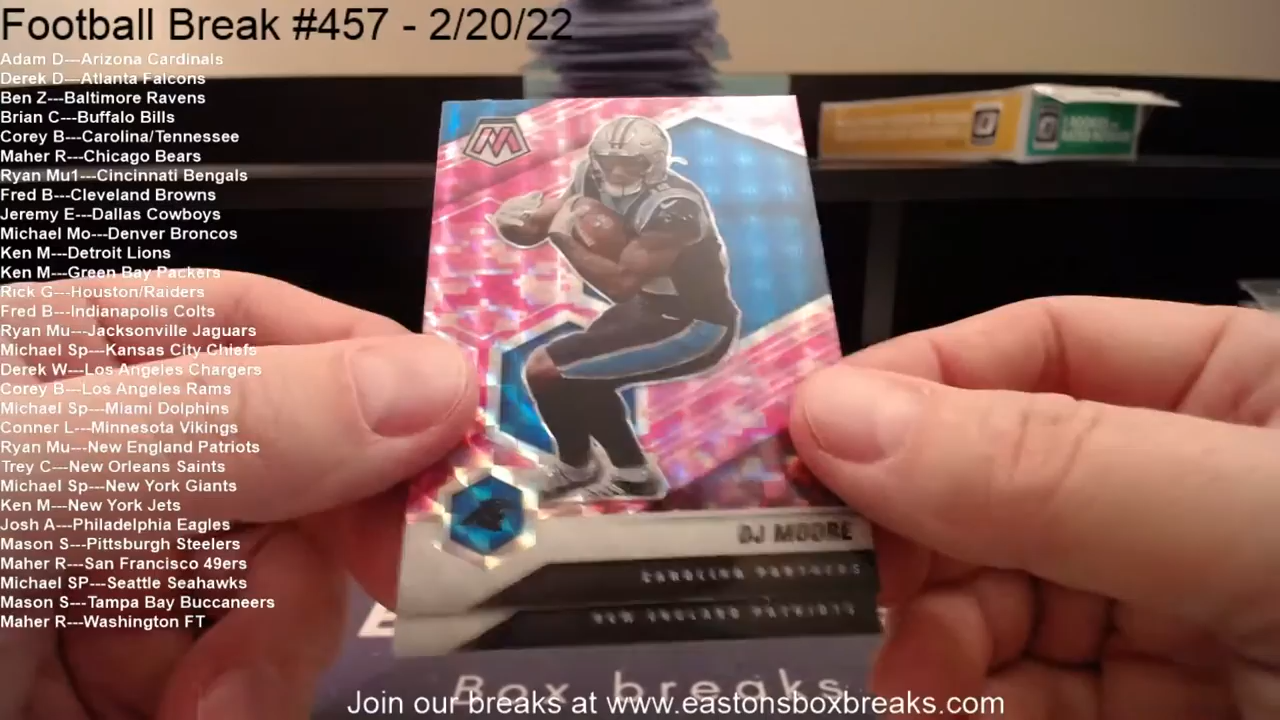 Football Break #457 - 2/20/22
Adam D---Arizona Cardinals
Derek D---Atlanta Falcons
Ben Z---Baltimore Ravens
Brian C---Buffalo Bills
Corey B---Carolina/Tennessee
Maher R---Chicago Bears
Ryan Mu1---Cincinnati Bengals
Fred B---Cleveland Browns
Jeremy E---Dallas Cowboys
Michael Mo---Denver Broncos
Ken M---Detroit Lions
Ken M---Green Bay Packers
Rick G---Houston/Raiders
Fred B---Indianapolis Colts
Ryan Mu---Jacksonville Jaguars
Michael Sp---Kansas City Chiefs
Derek W---Los Angeles Chargers
Corey B---Los Angeles Rams
Michael Sp---Miami Dolphins
Conner L---Minnesota Vikings
Ryan Mu---New England Patriots
Trey C---New Orleans Saints
Michael Sp---New York Giants
Ken M---New York Jets
Josh A---Philadelphia Eagles
Mason S---Pittsburgh Steelers
Maher R---San Francisco 49ers
Michael SP---Seattle Seahawks
Mason S---Tampa Bay Buccaneers
Maher R---Washington FT
DJ MOORE
CAROLINA PANTHERS
NEW ENGLAND PATRIOTS
Box breaks
Join our breaks at www.eastonsboxbreaks.com